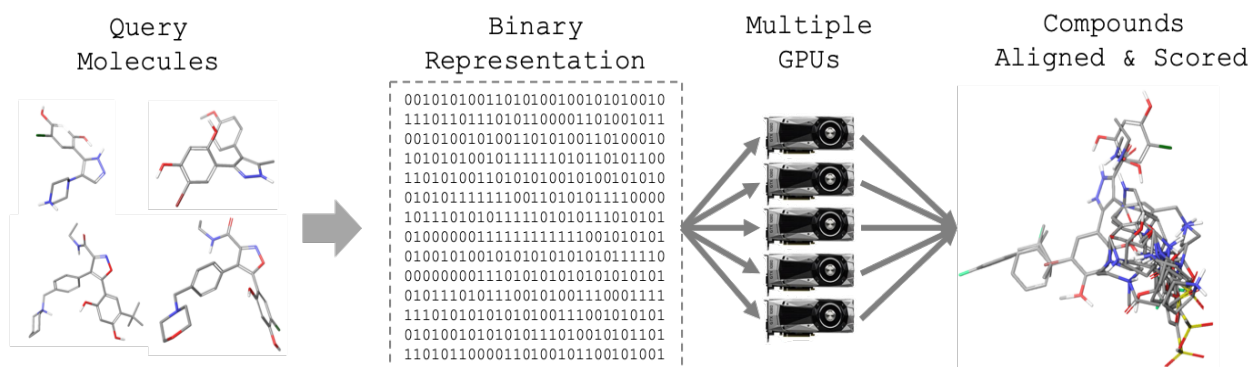 Query
Molecules
Binary
Representation
Multiple
GPUs
Compounds
Aligned & Scored
00101010011010100100101010010
11101101110101100001101001011
00101001010011010100110100010
10101010010111111010110101100
11010100110101010010100101010
01010111111100110101011110000
10111010101111101010111010101
01000000111111111111001010101
01001010010101010101010111110
00000000111010101010101010101
01011101011100101001110001111
11101010101010101001110010101
01010010101010111010010101101
11010110000110100101100101001